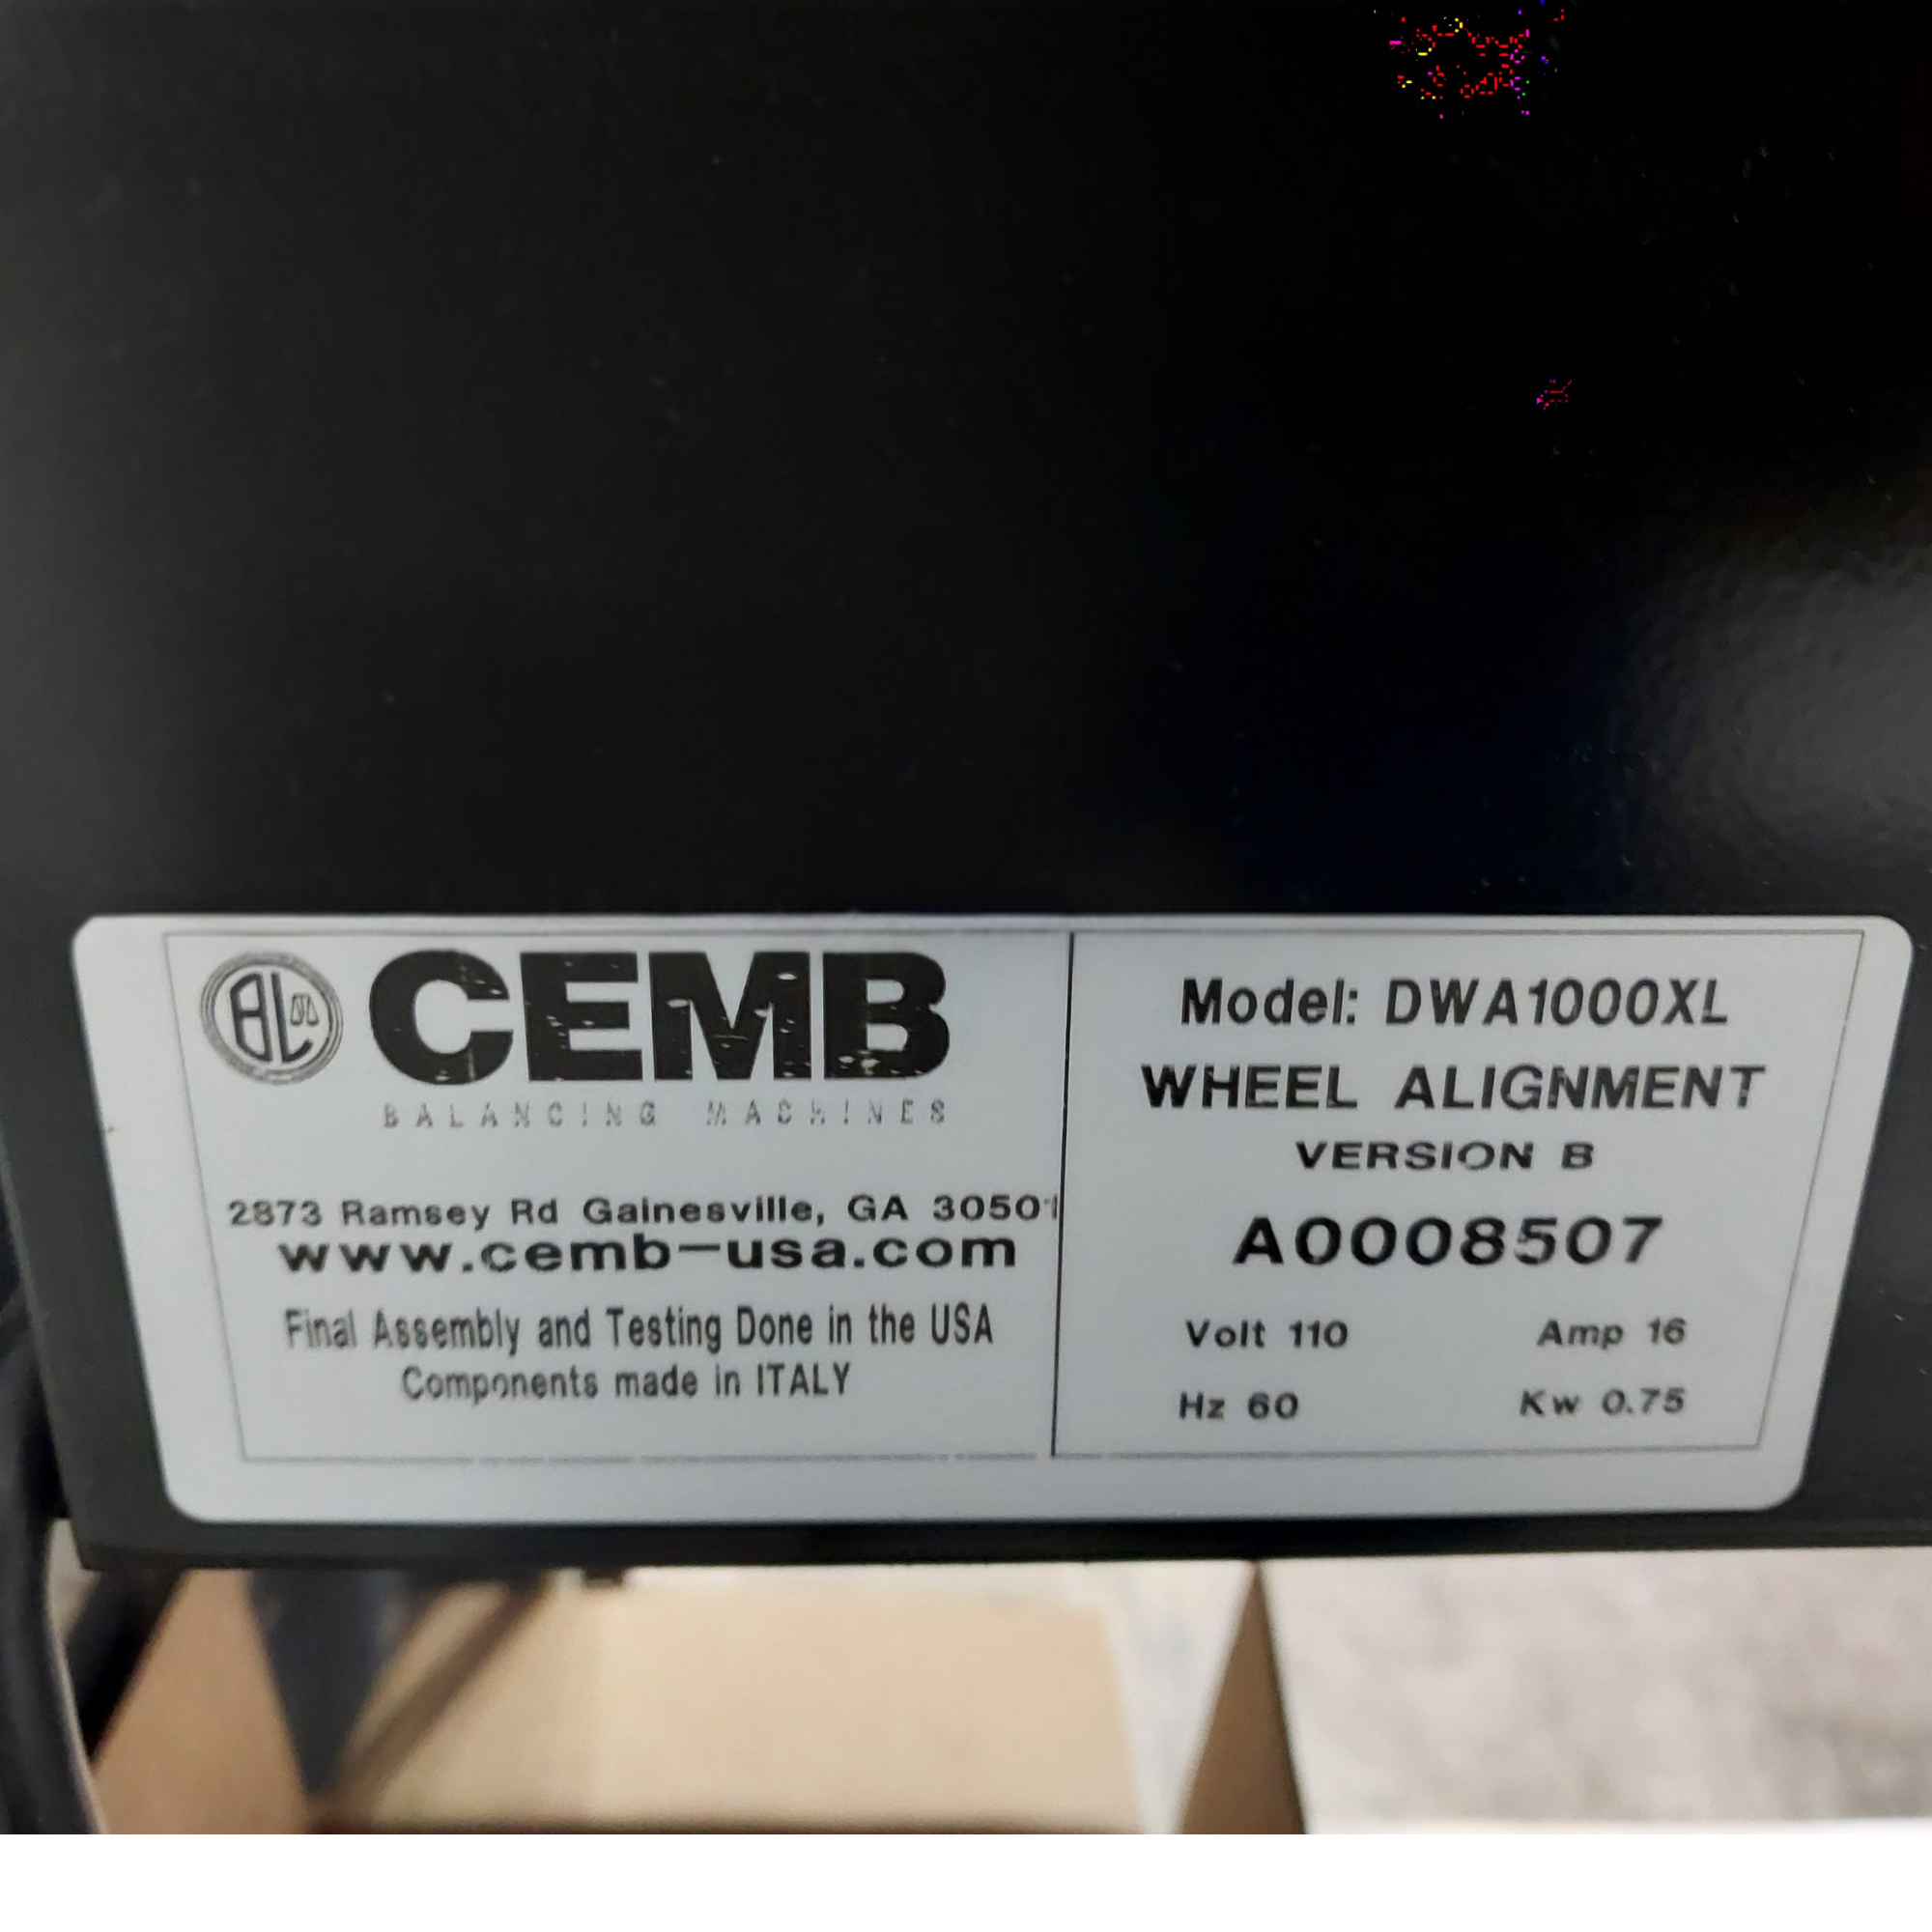 BL
CEMB
BALANCING MACHINES
2873 Ramsey Rd Gainesville, GA 30501
www.cemb-usa.com
Final Assembly and Testing Done in the USA
Components made in ITALY
Model: DWA1000XL
WHEEL ALIGNMENT
VERSION B
A0008507
Volt 110 Amp 16
Hz 60 Kw 0.75